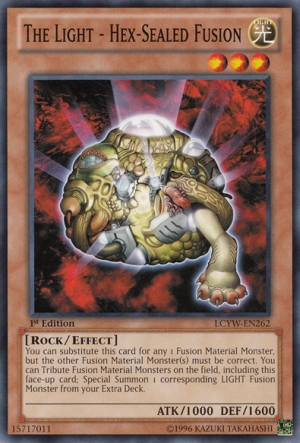 The Light - Hex-Sealed Fusion
LIGHT
光
1st Edition
LCYW-EN262
[Rock/Effect]
You can substitute this card for any 1 Fusion Material Monster,
but the other Fusion Material Monster(s) must be correct. You
can Tribute Fusion Material Monsters on the field, including this
face-up card; Special Summon 1 corresponding LIGHT Fusion
Monster from your Extra Deck.
ATK/1000 DEF/1600
15717011
©1996 KAZUKI TAKAHASHI